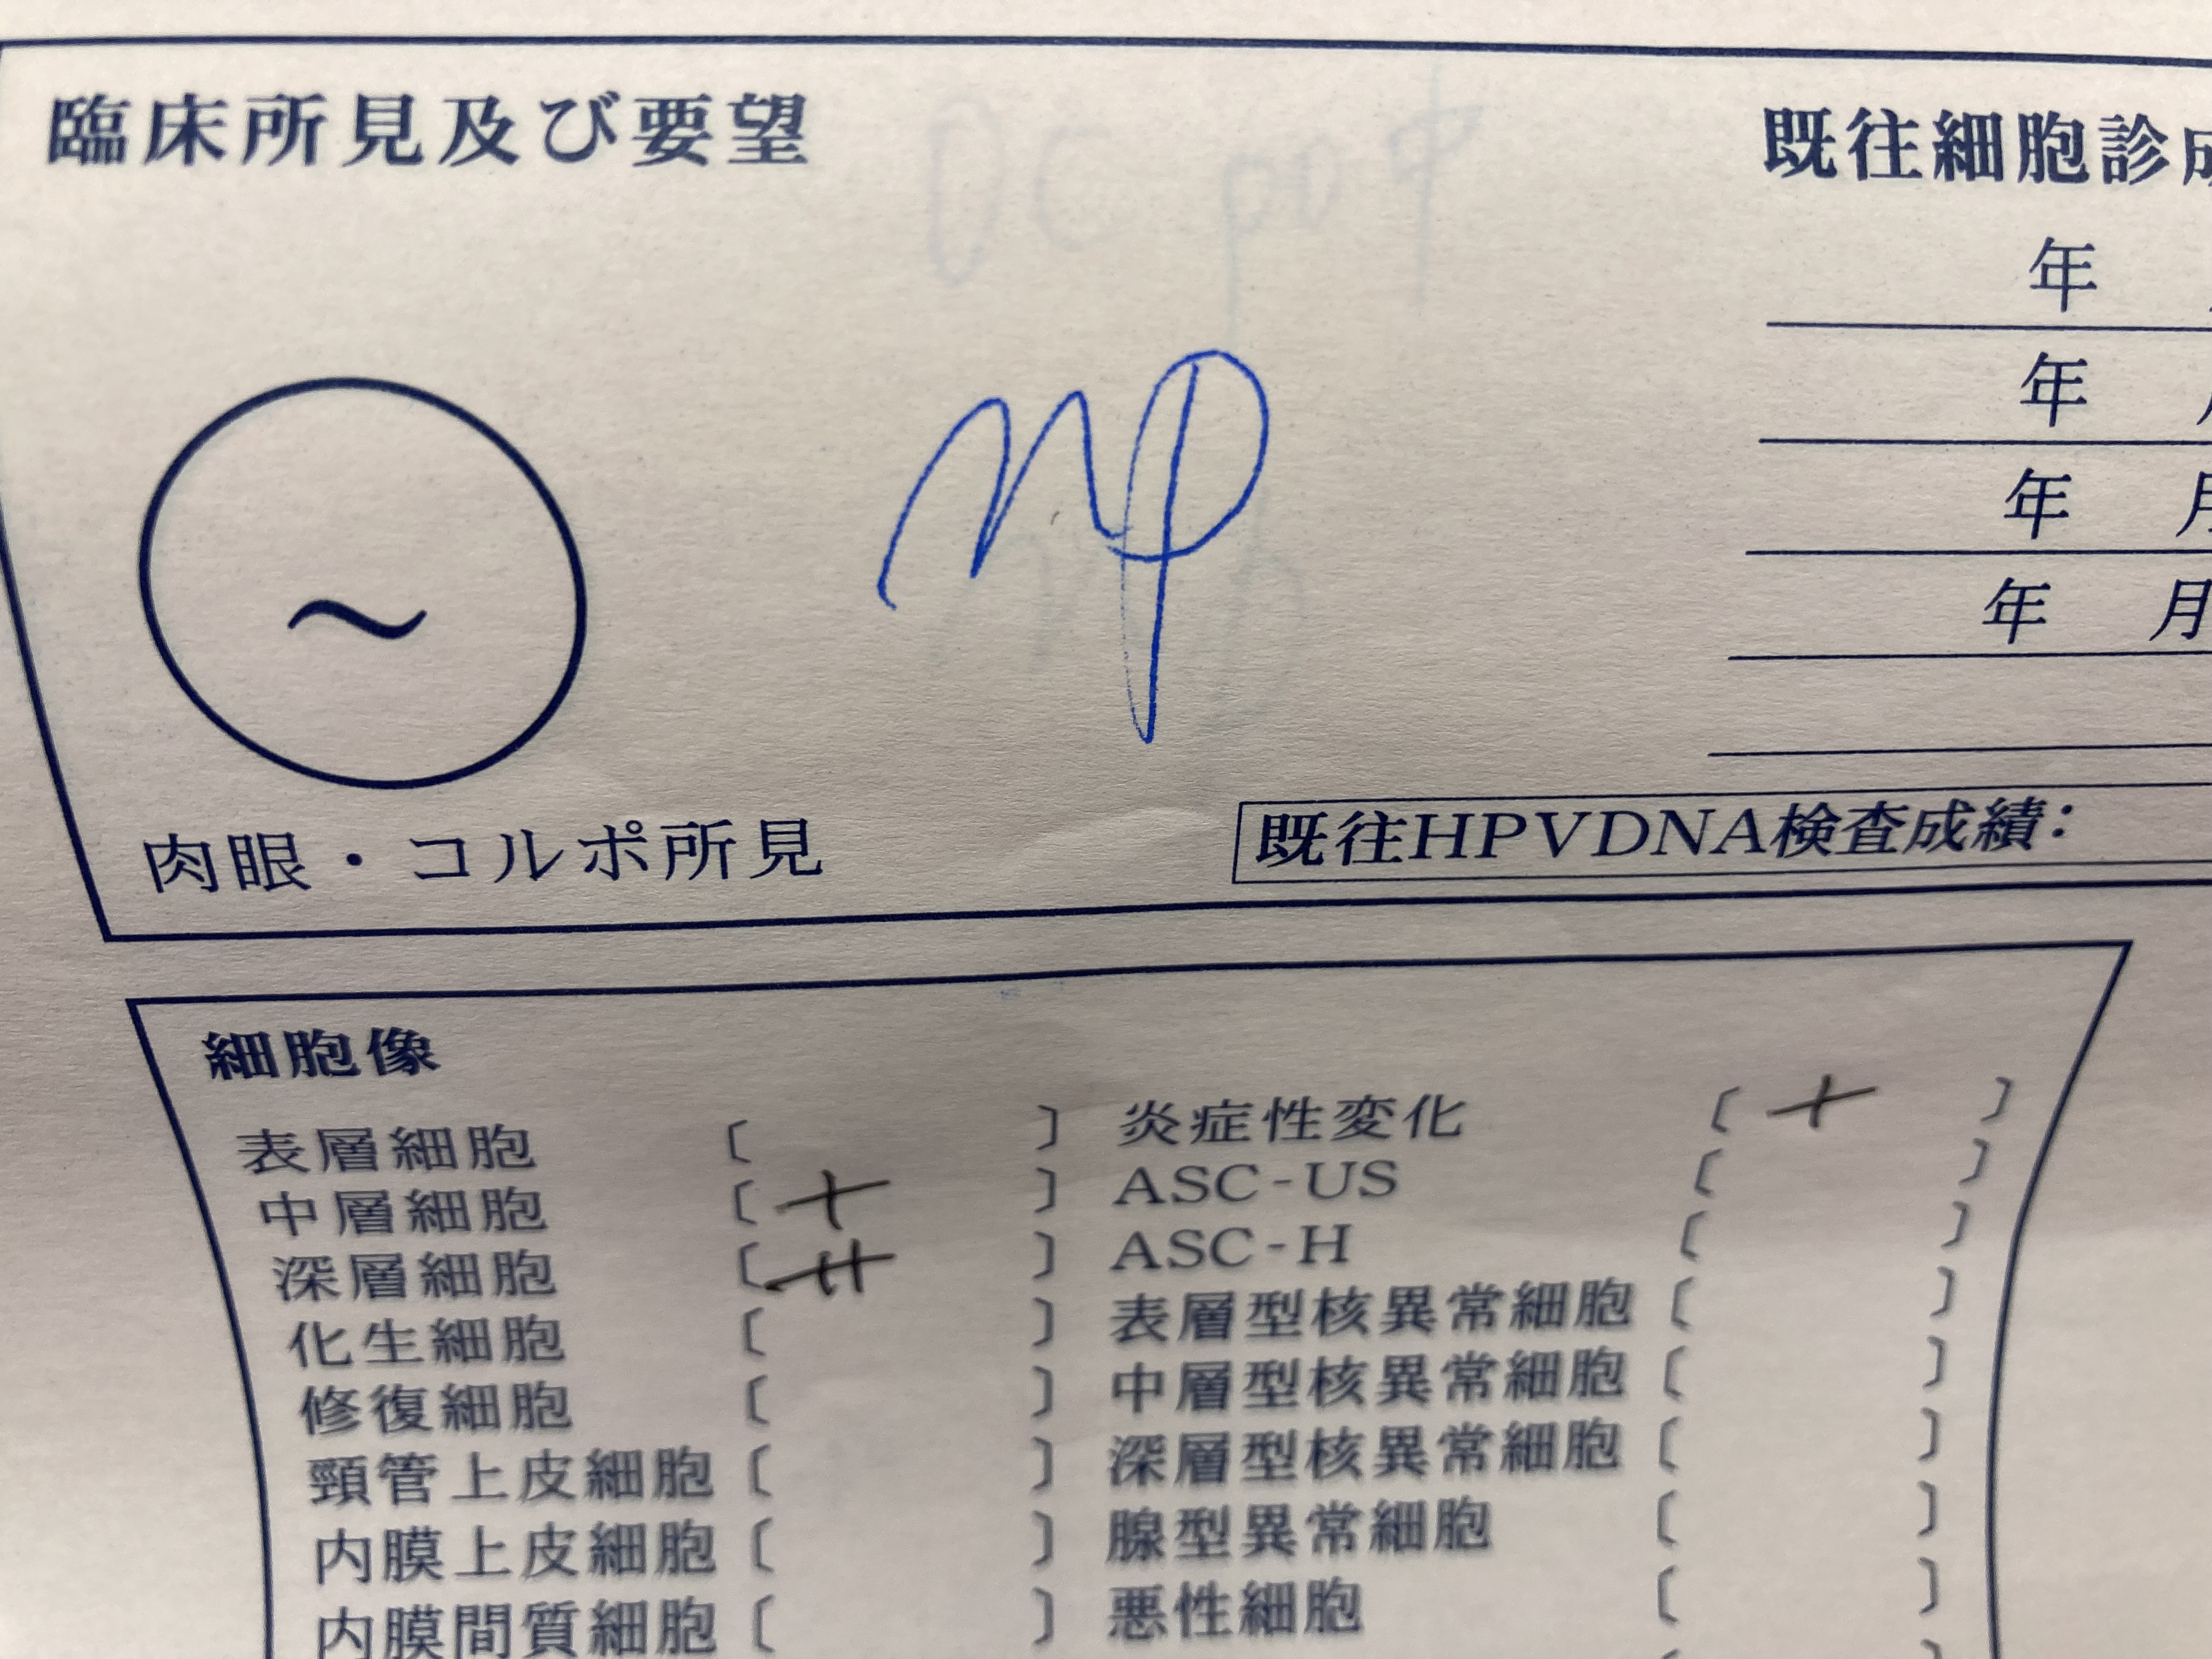 臨床所見及び要望
既往細胞診成
年
年
年 月
年 月
np
~
肉眼・コルポ所見
既往HPVDNA検査成績:
細胞像
表層細胞 〔 〕 炎症性変化 〔 + 〕
中層細胞 〔 + 〕 ASC-US 〔 〕
深層細胞 〔 ++ 〕 ASC-H 〔 〕
化生細胞 〔 〕 表層型核異常細胞 〔 〕
修復細胞 〔 〕 中層型核異常細胞 〔 〕
頸管上皮細胞 〔 〕 深層型核異常細胞 〔 〕
内膜上皮細胞 〔 〕 腺型異常細胞 〔 〕
内膜間質細胞 〔 〕 悪性細胞 〔 〕